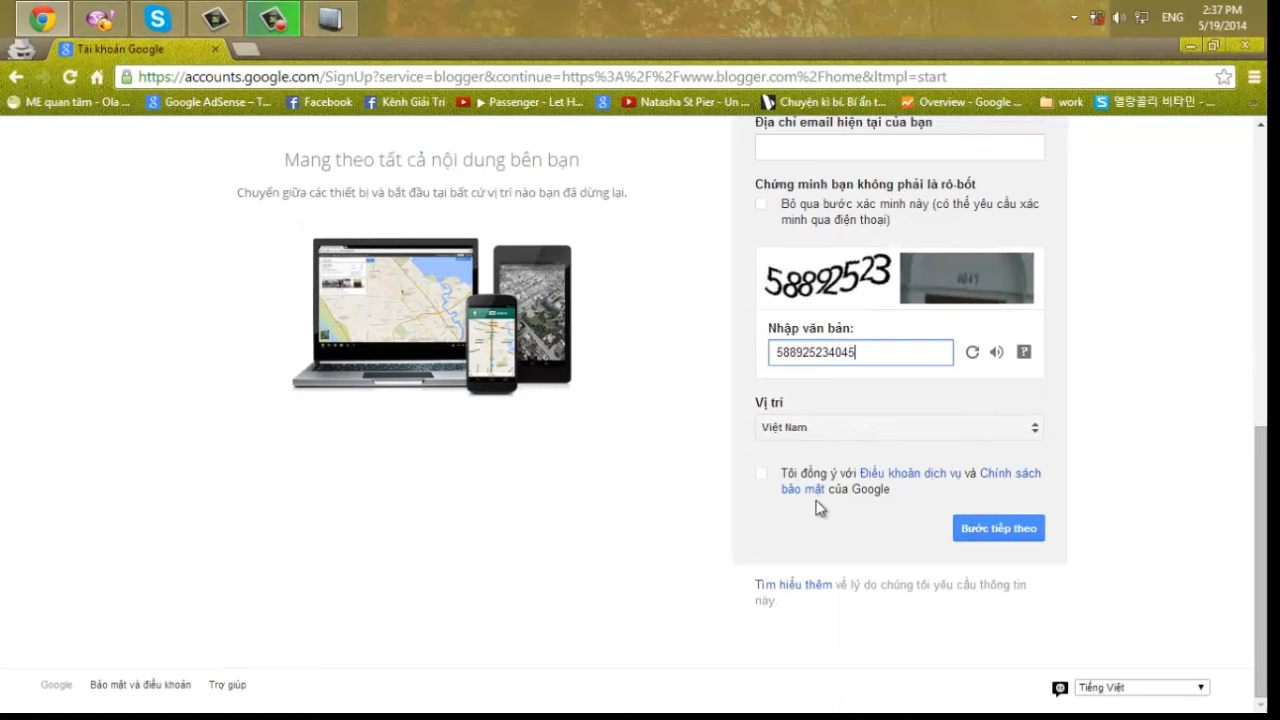 2:37 PM
ENG
5/19/2014
Tài khoản Google
https://accounts.google.com/SignUp?service=blogger&continue=https%3A%2F%2Fwww.blogger.com%2Fhome&ltmpl=start
ME quan tâm - Ola ...
Google AdSense – T...
Facebook
Kênh Giải Trí
▶ Passenger - Let H...
Natasha St Pier - Un ...
Chuyện kì bí. Bí ẩn t...
Overview - Google ...
work
멜랑꼴리 비타민 - ...
Địa chỉ email hiện tại của bạn
Mang theo tất cả nội dung bên bạn
Chuyển giữa các thiết bị và bắt đầu tại bất cứ vị trí nào bạn đã dừng lại.
Chứng minh bạn không phải là rô-bốt
Bỏ qua bước xác minh này (có thể yêu cầu xác
minh qua điện thoại)
58892523
4045
Nhập văn bản:
588925234045
Vị trí
Việt Nam
Tôi đồng ý với Điều khoản dịch vụ và Chính sách
bảo mật của Google
Bước tiếp theo
Tìm hiểu thêm về lý do chúng tôi yêu cầu thông tin
này.
Google
Bảo mật và điều khoản
Trợ giúp
Tiếng Việt